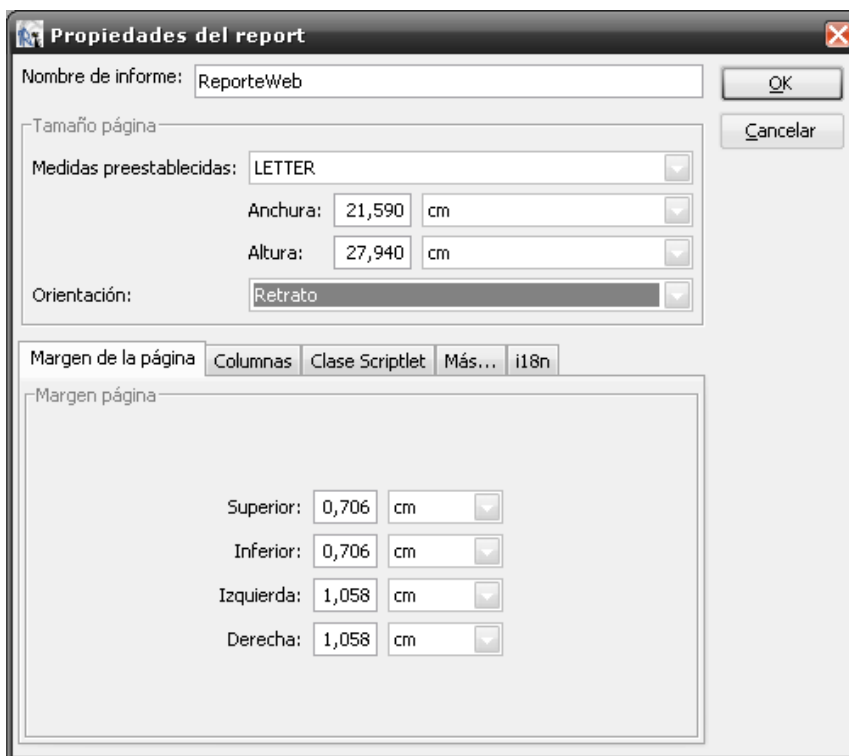 Propiedades del report
Nombre de informe: ReporteWeb
OK
Tamaño página
Cancelar
Medidas preestablecidas: LETTER
Anchura: 21,590 cm
Altura: 27,940 cm
Orientación: Retrato
Margen de la página Columnas Clase Scriptlet Más... i18n
Margen página
Superior: 0,706 cm
Inferior: 0,706 cm
Izquierda: 1,058 cm
Derecha: 1,058 cm